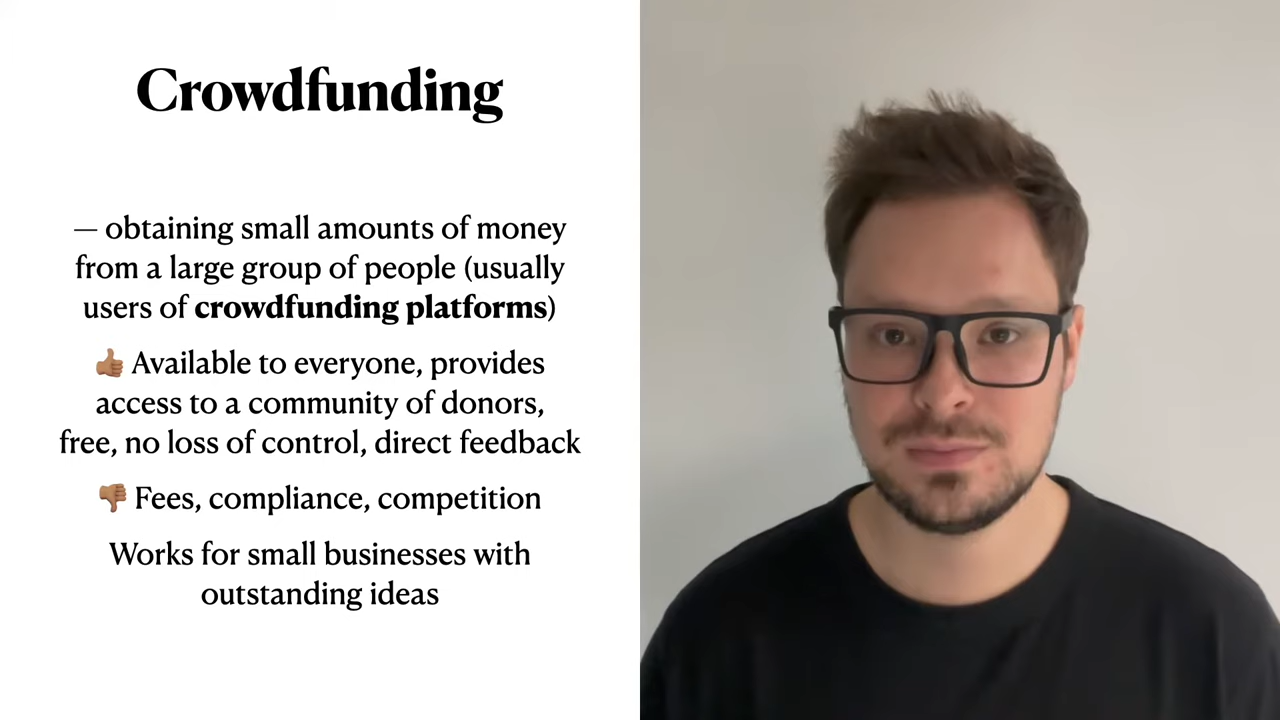 Crowdfunding
— obtaining small amounts of money
from a large group of people (usually
users of crowdfunding platforms)
👍🏽 Available to everyone, provides
access to a community of donors,
free, no loss of control, direct feedback
👎🏽 Fees, compliance, competition
Works for small businesses with
outstanding ideas